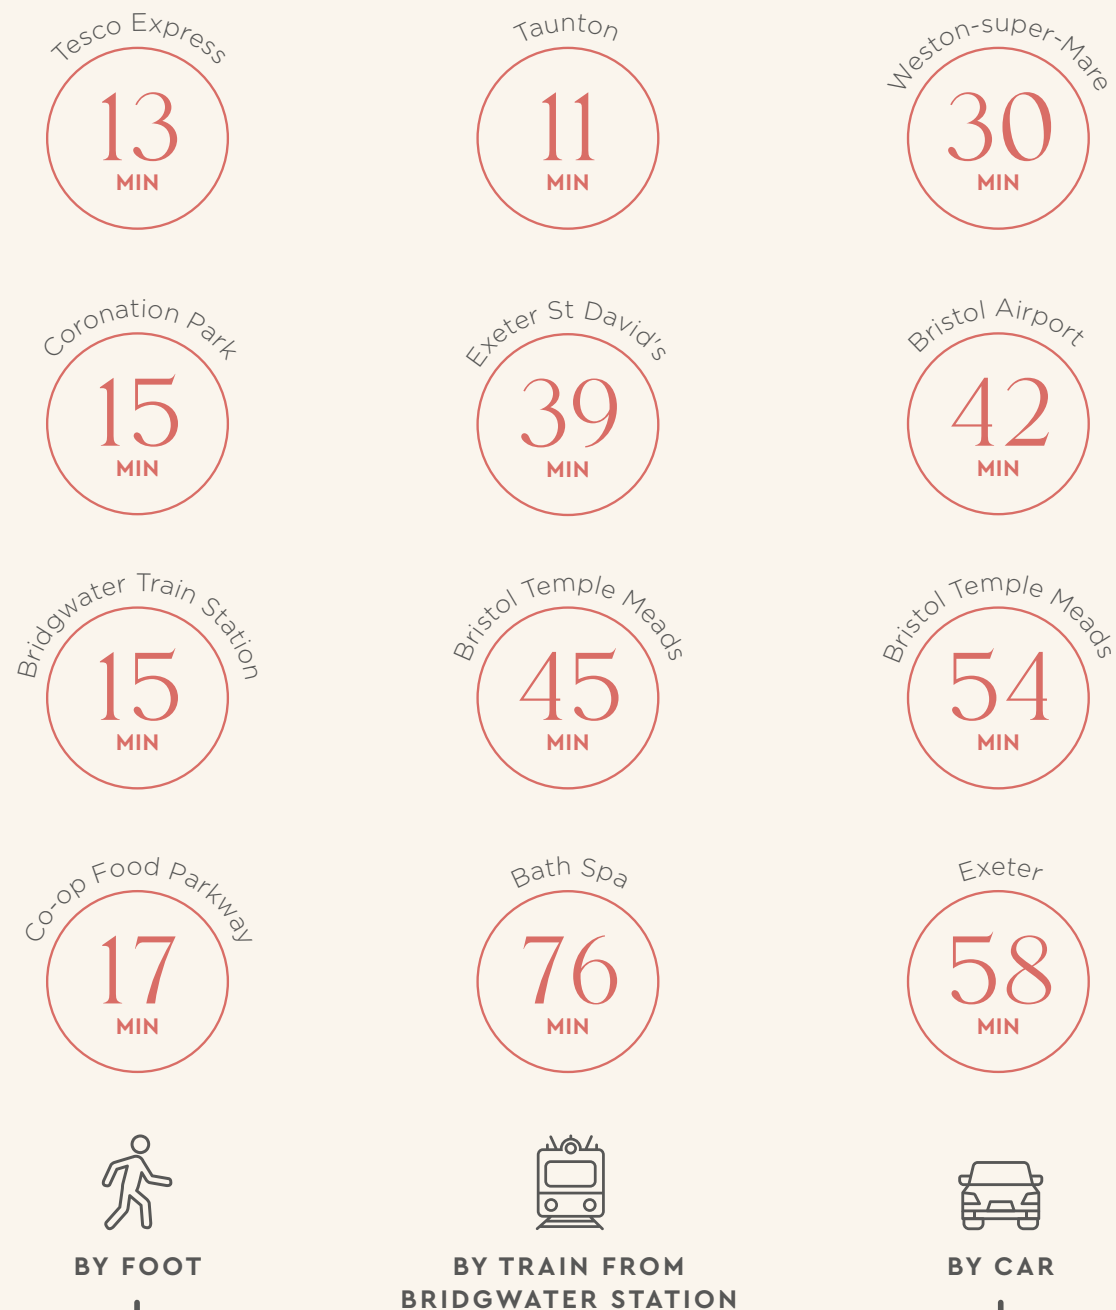 Tesco Express
13
MIN
Taunton
11
MIN
Weston-super-Mare
30
MIN
Coronation Park
15
MIN
Exeter St David's
39
MIN
Bristol Airport
42
MIN
Bridgwater Train Station
15
MIN
Bristol Temple Meads
45
MIN
Bristol Temple Meads
54
MIN
Co-op Food Parkway
17
MIN
Bath Spa
76
MIN
Exeter
58
MIN
BY FOOT
BY TRAIN FROM
BRIDGWATER STATION
BY CAR